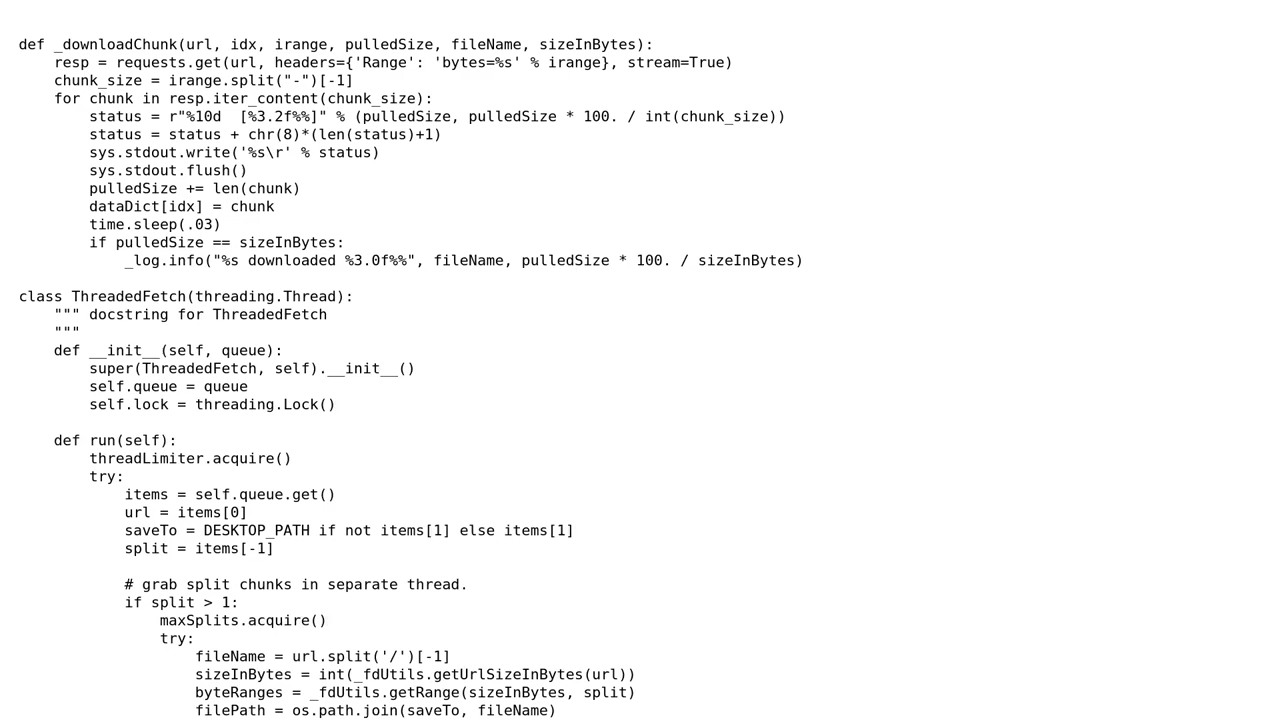 def _downloadChunk(url, idx, irange, pulledSize, fileName, sizeInBytes):
    resp = requests.get(url, headers={'Range': 'bytes=%s' % irange}, stream=True)
    chunk_size = irange.split("-")[-1]
    for chunk in resp.iter_content(chunk_size):
        status = r"%10d  [%3.2f%%]" % (pulledSize, pulledSize * 100. / int(chunk_size))
        status = status + chr(8)*(len(status)+1)
        sys.stdout.write('%s\r' % status)
        sys.stdout.flush()
        pulledSize += len(chunk)
        dataDict[idx] = chunk
        time.sleep(.03)
        if pulledSize == sizeInBytes:
            _log.info("%s downloaded %3.0f%%", fileName, pulledSize * 100. / sizeInBytes)

class ThreadedFetch(threading.Thread):
    """ docstring for ThreadedFetch
    """
    def __init__(self, queue):
        super(ThreadedFetch, self).__init__()
        self.queue = queue
        self.lock = threading.Lock()

    def run(self):
        threadLimiter.acquire()
        try:
            items = self.queue.get()
            url = items[0]
            saveTo = DESKTOP_PATH if not items[1] else items[1]
            split = items[-1]

            # grab split chunks in separate thread.
            if split > 1:
                maxSplits.acquire()
                try:
                    fileName = url.split('/')[-1]
                    sizeInBytes = int(_fdUtils.getUrlSizeInBytes(url))
                    byteRanges = _fdUtils.getRange(sizeInBytes, split)
                    filePath = os.path.join(saveTo, fileName)